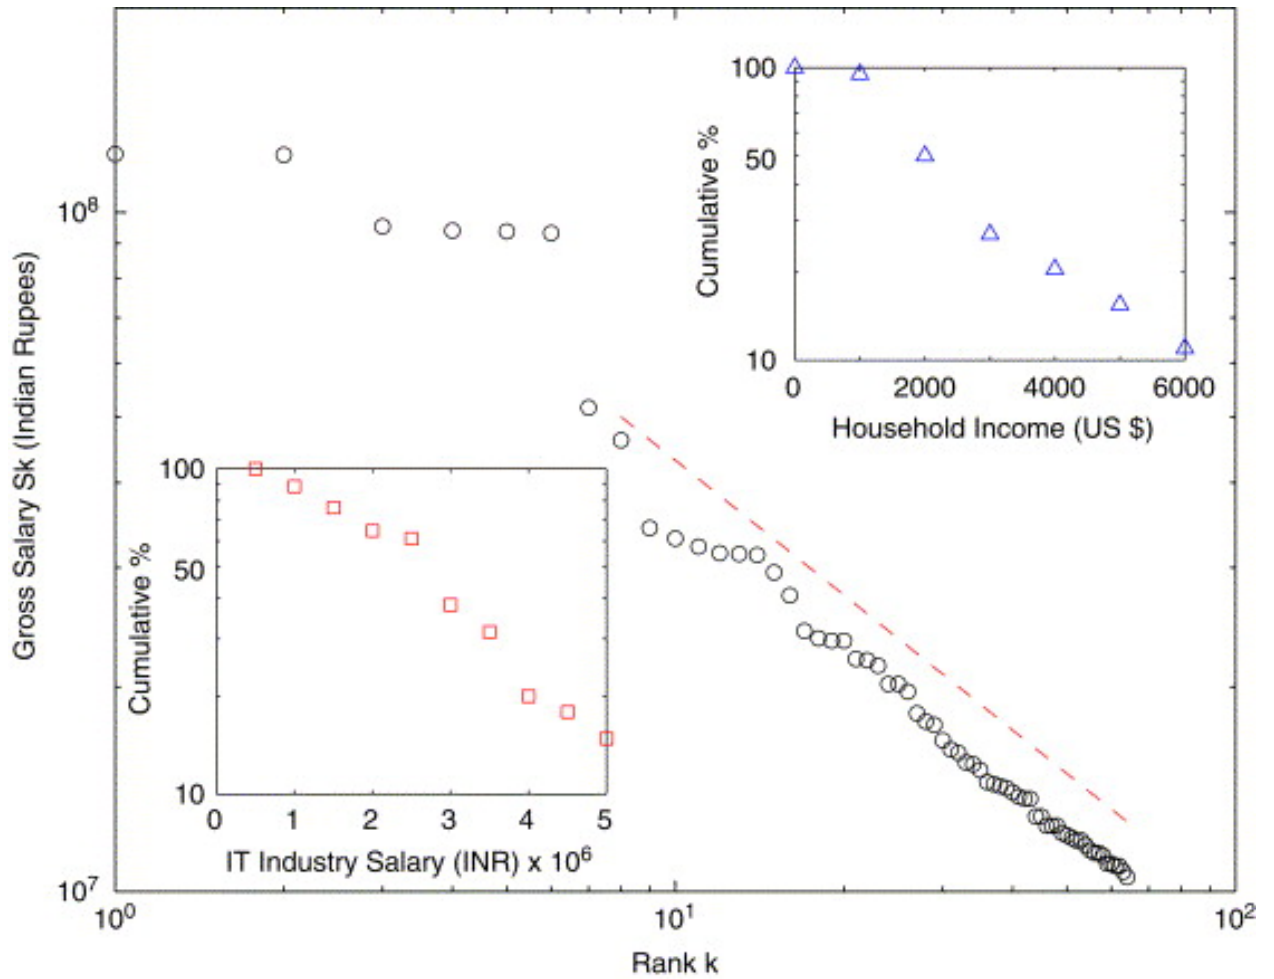 100
50
10
Cumulative %
0 2000 4000 6000
Household Income (US $)
10⁸
10⁷
Gross Salary Sk (Indian Rupees)
100
50
10
Cumulative %
0 1 2 3 4 5
IT Industry Salary (INR) x 10⁶
10⁰ 10¹ 10²
Rank k